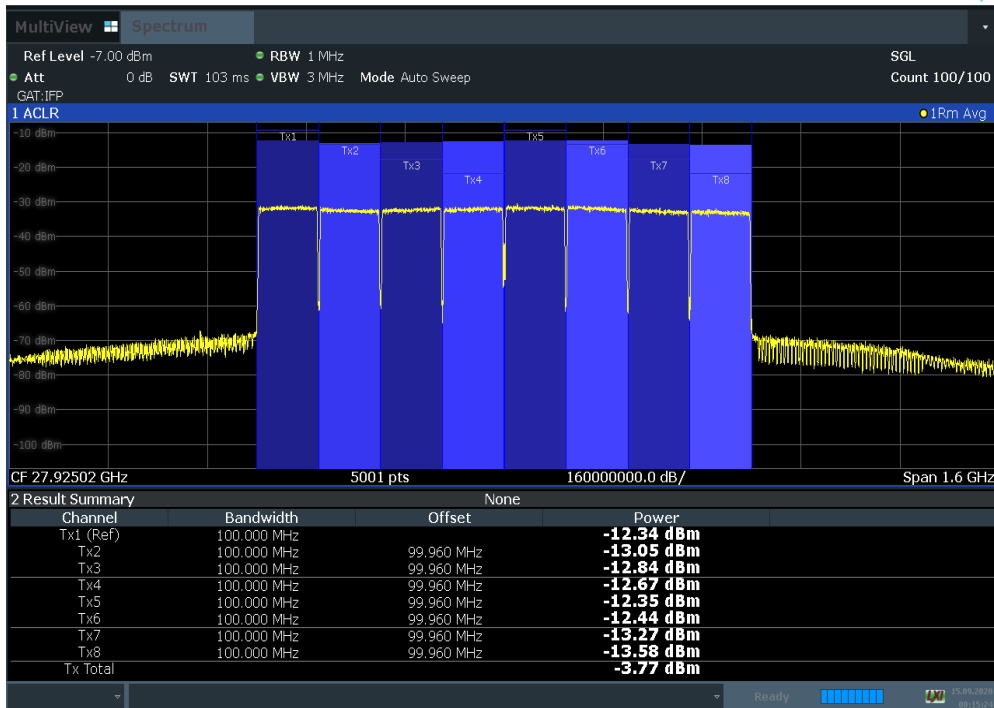 MultiView Spectrum
Ref Level -7.00 dBm RBW 1 MHz SGL
Att 0 dB SWT 103 ms VBW 3 MHz Mode Auto Sweep Count 100/100
GAT:IFP
1 ACLR 1Rm Avg
-10 dBm
Tx1 Tx5
Tx2 Tx6
Tx3 Tx7
-20 dBm
Tx4 Tx8
-30 dBm
-40 dBm
-50 dBm
-60 dBm
-70 dBm
-80 dBm
-90 dBm
-100 dBm
CF 27.92502 GHz 5001 pts 160000000.0 dB/ Span 1.6 GHz
2 Result Summary None
Channel Bandwidth Offset Power
Tx1 (Ref) 100.000 MHz -12.34 dBm
Tx2 100.000 MHz 99.960 MHz -13.05 dBm
Tx3 100.000 MHz 99.960 MHz -12.84 dBm
Tx4 100.000 MHz 99.960 MHz -12.67 dBm
Tx5 100.000 MHz 99.960 MHz -12.35 dBm
Tx6 100.000 MHz 99.960 MHz -12.44 dBm
Tx7 100.000 MHz 99.960 MHz -13.27 dBm
Tx8 100.000 MHz 99.960 MHz -13.58 dBm
Tx Total -3.77 dBm
Ready LXI 15.09.2020
00:15:24